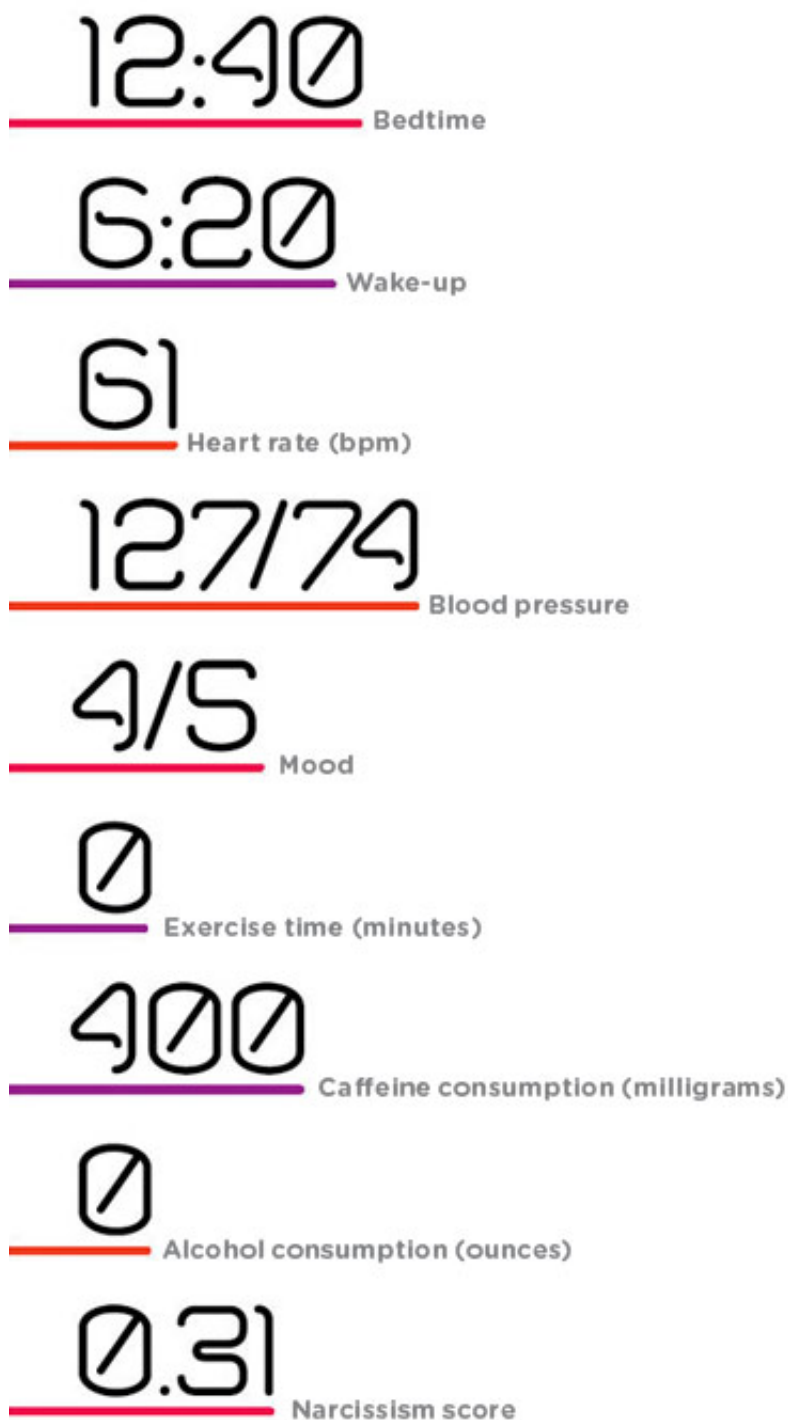 12:40
Bedtime
6:20
Wake-up
61
Heart rate (bpm)
127/74
Blood pressure
4/5
Mood
0
Exercise time (minutes)
400
Caffeine consumption (milligrams)
0
Alcohol consumption (ounces)
0.31
Narcissism score